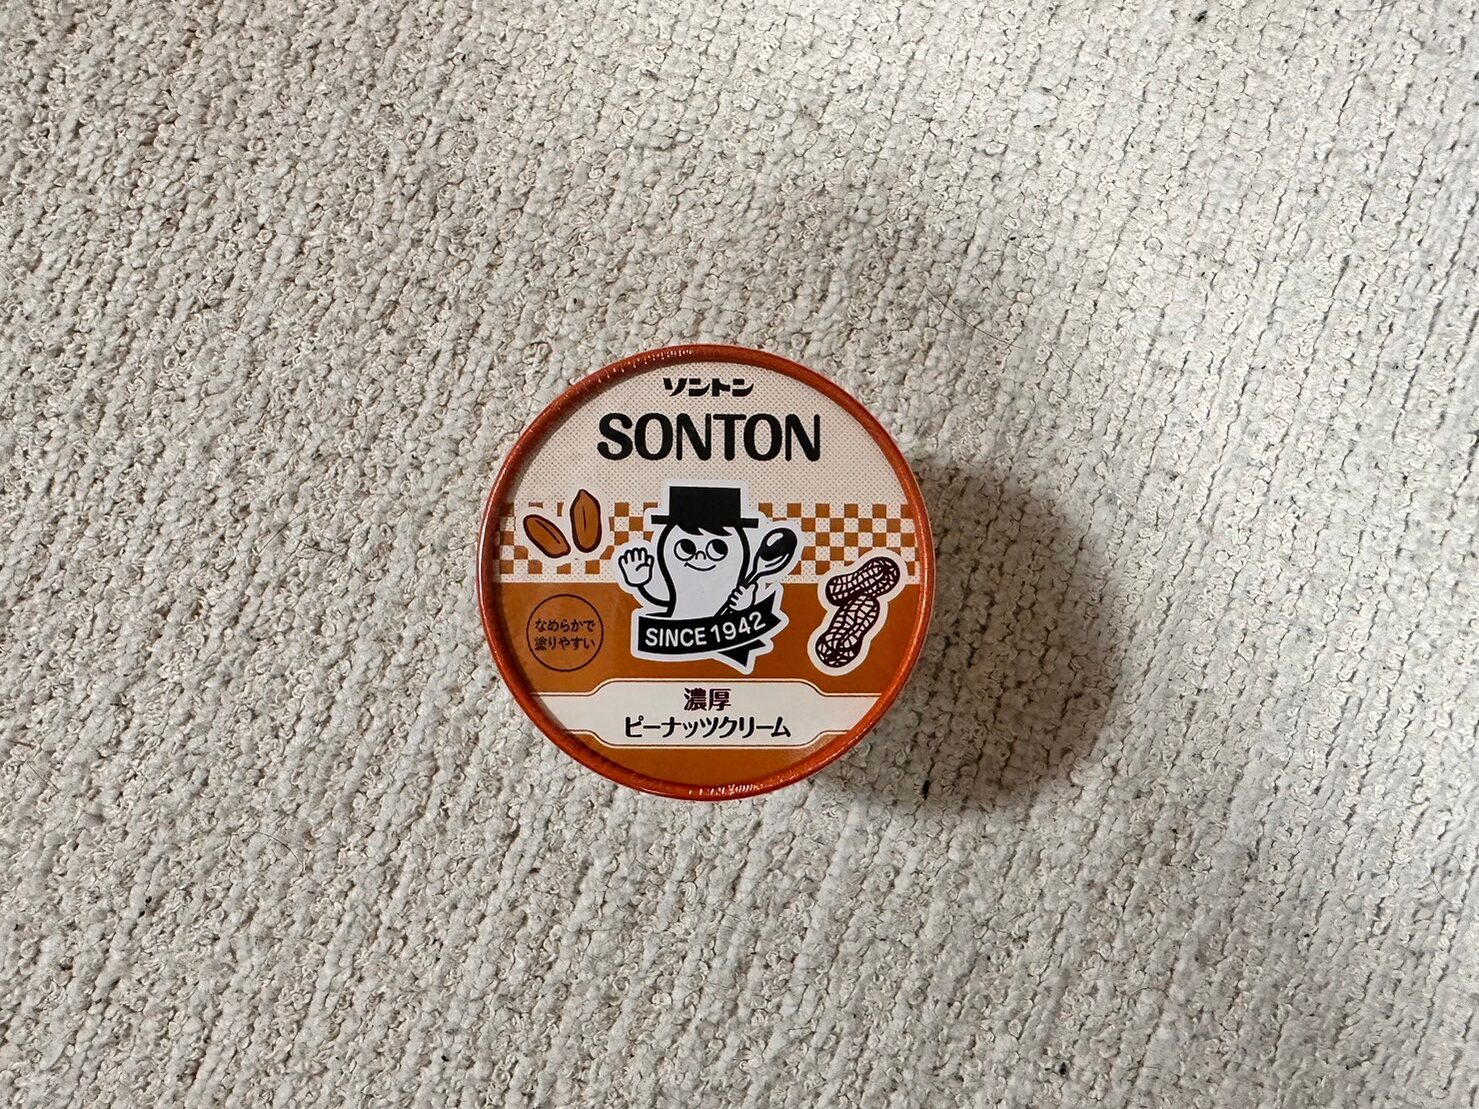 ソントン
SONTON
SINCE 1942
なめらかで
塗りやすい
濃厚
ピーナッツクリーム